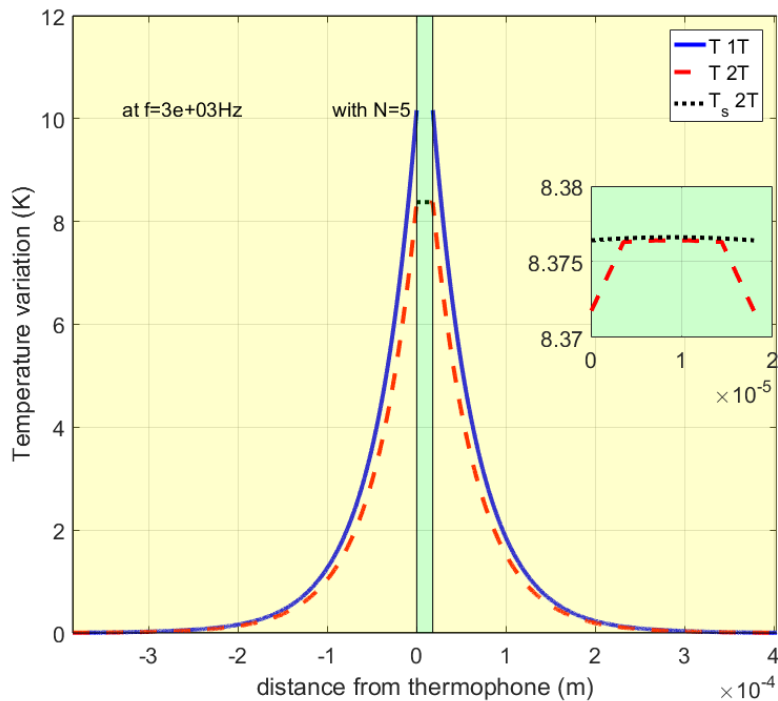 12
10
8
6
4
2
0
Temperature variation (K)
at f=3e+03Hz
with N=5
T 1T
T 2T
T_s 2T
8.38
8.375
8.37
0 1 2
×10^-5
-3 -2 -1 0 1 2 3 4
×10^-4
distance from thermophone (m)